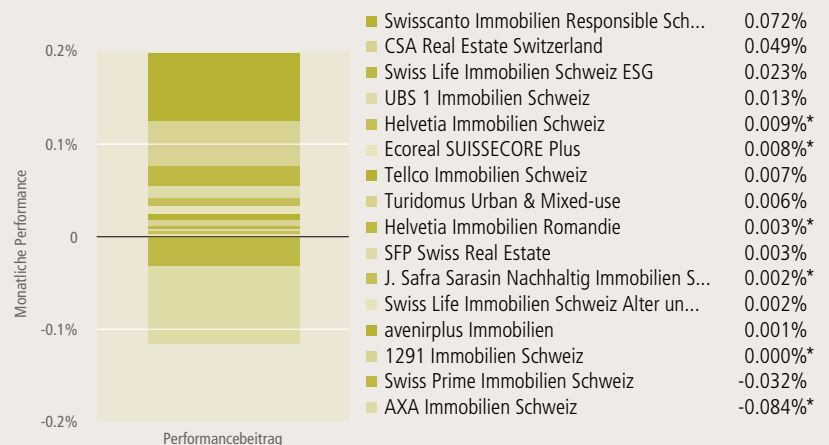 Swisscanto Immobilien Responsible Sch... 0.072%
CSA Real Estate Switzerland 0.049%
Swiss Life Immobilien Schweiz ESG 0.023%
UBS 1 Immobilien Schweiz 0.013%
Helvetia Immobilien Schweiz 0.009%*
Ecoreal SUISSECORE Plus 0.008%*
Tellco Immobilien Schweiz 0.007%
Turidomus Urban & Mixed-use 0.006%
Helvetia Immobilien Romandie 0.003%*
SFP Swiss Real Estate 0.003%
J. Safra Sarasin Nachhaltig Immobilien S... 0.002%*
Swiss Life Immobilien Schweiz Alter un... 0.002%
avenirplus Immobilien 0.001%
1291 Immobilien Schweiz 0.000%*
Swiss Prime Immobilien Schweiz -0.032%
AXA Immobilien Schweiz -0.084%*
Monatliche Performance
0.2%
0.1%
0
-0.1%
-0.2%
Performancebeitrag